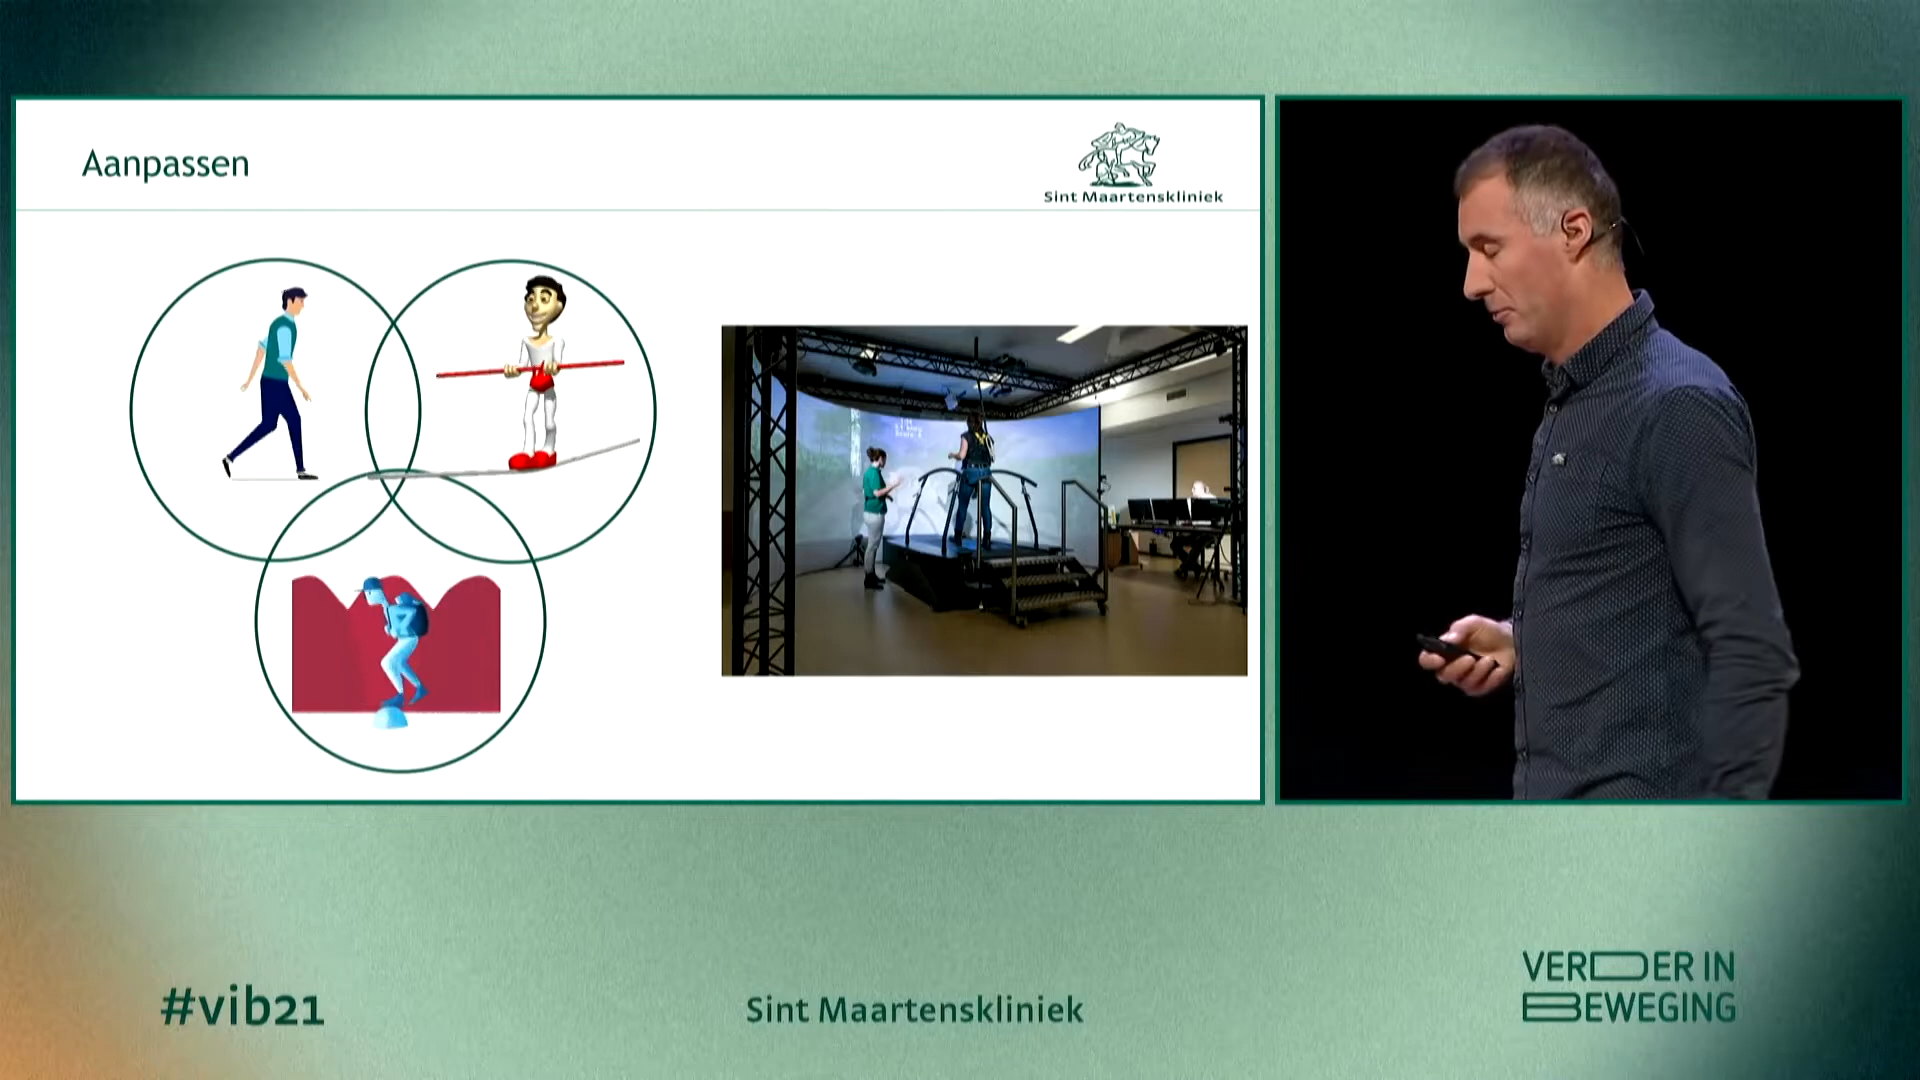 Aanpassen
Sint Maartenskliniek
#vib21
Sint Maartenskliniek
VERDER IN
BEWEGING